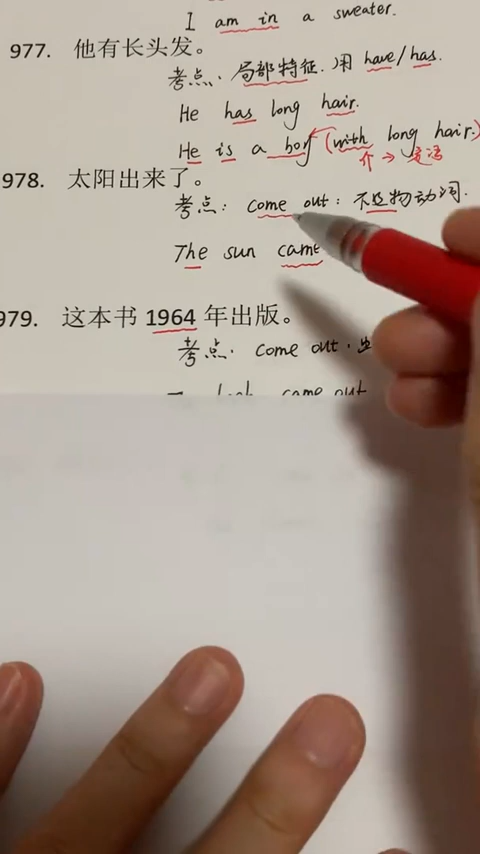 I am in a sweater.
977. 他有长头发。
考点. 局部特征. 用 have/has.
He has long hair.
He is a boy (with long hair.)
介 → 定语
978. 太阳出来了。
考点: come out: 不及物动词.
The sun came
979. 这本书 1964 年出版。
考点. come out.
came out